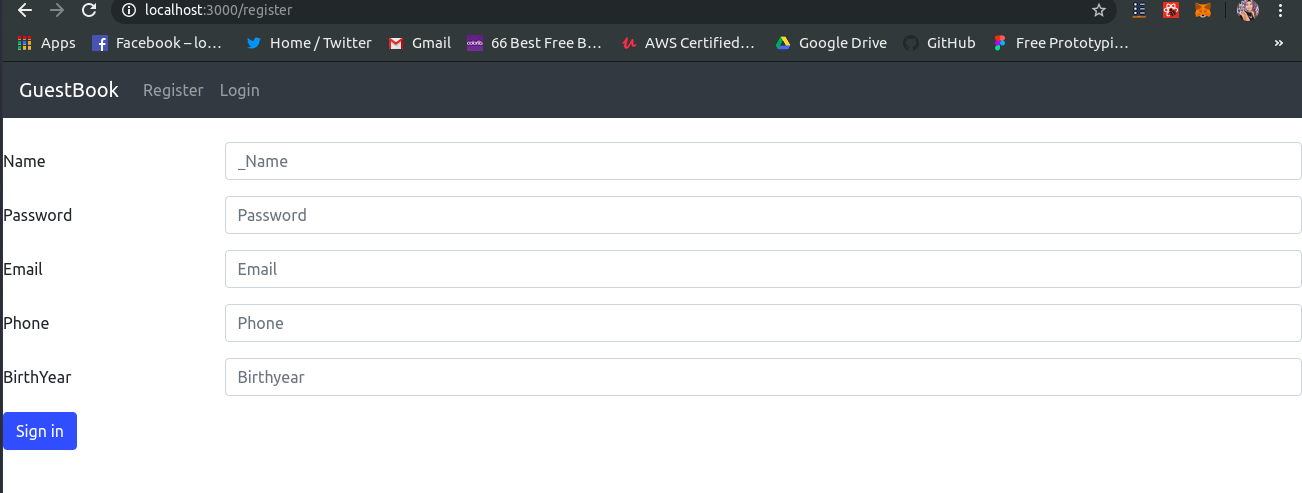 localhost:3000/register
Apps Facebook – lo… Home / Twitter Gmail colorlib 66 Best Free B… AWS Certified… Google Drive GitHub Free Prototypi… »
GuestBook Register Login
Name _Name
Password Password
Email Email
Phone Phone
BirthYear Birthyear
Sign in